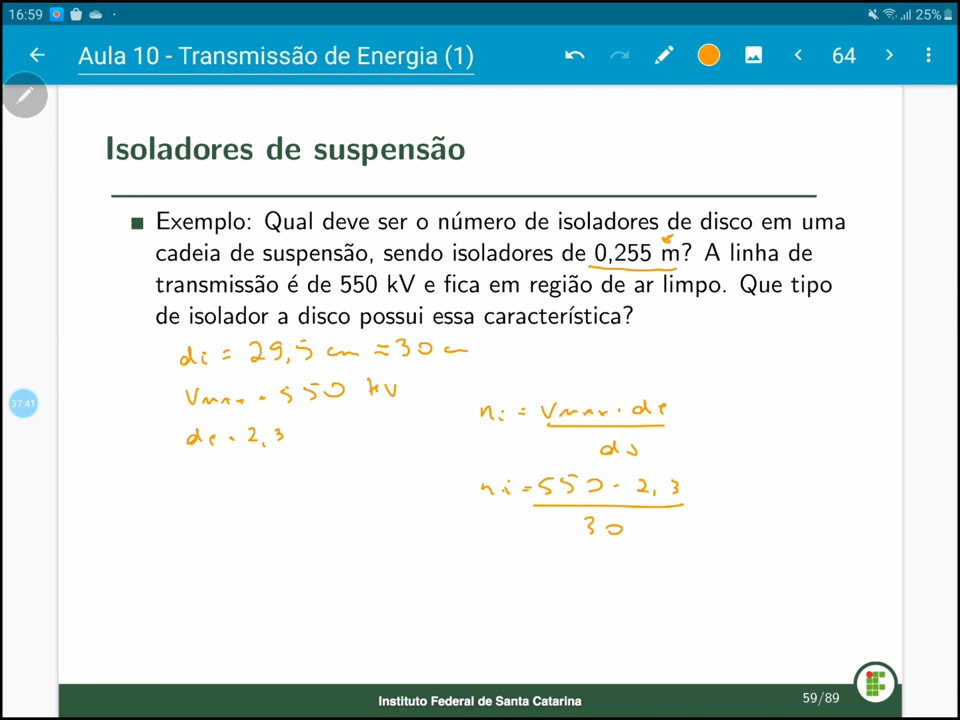 16:59
25%
Aula 10 - Transmissão de Energia (1)
64
Isoladores de suspensão
Exemplo: Qual deve ser o número de isoladores de disco em uma
cadeia de suspensão, sendo isoladores de 0,255 m? A linha de
transmissão é de 550 kV e fica em região de ar limpo. Que tipo
de isolador a disco possui essa característica?
di = 29,5 cm = 30 cm
Vmax = 550 kV
de = 2,3
37:41
ni = Vmax . de
ds
ni = 550 . 2,3
30
Instituto Federal de Santa Catarina
59/89